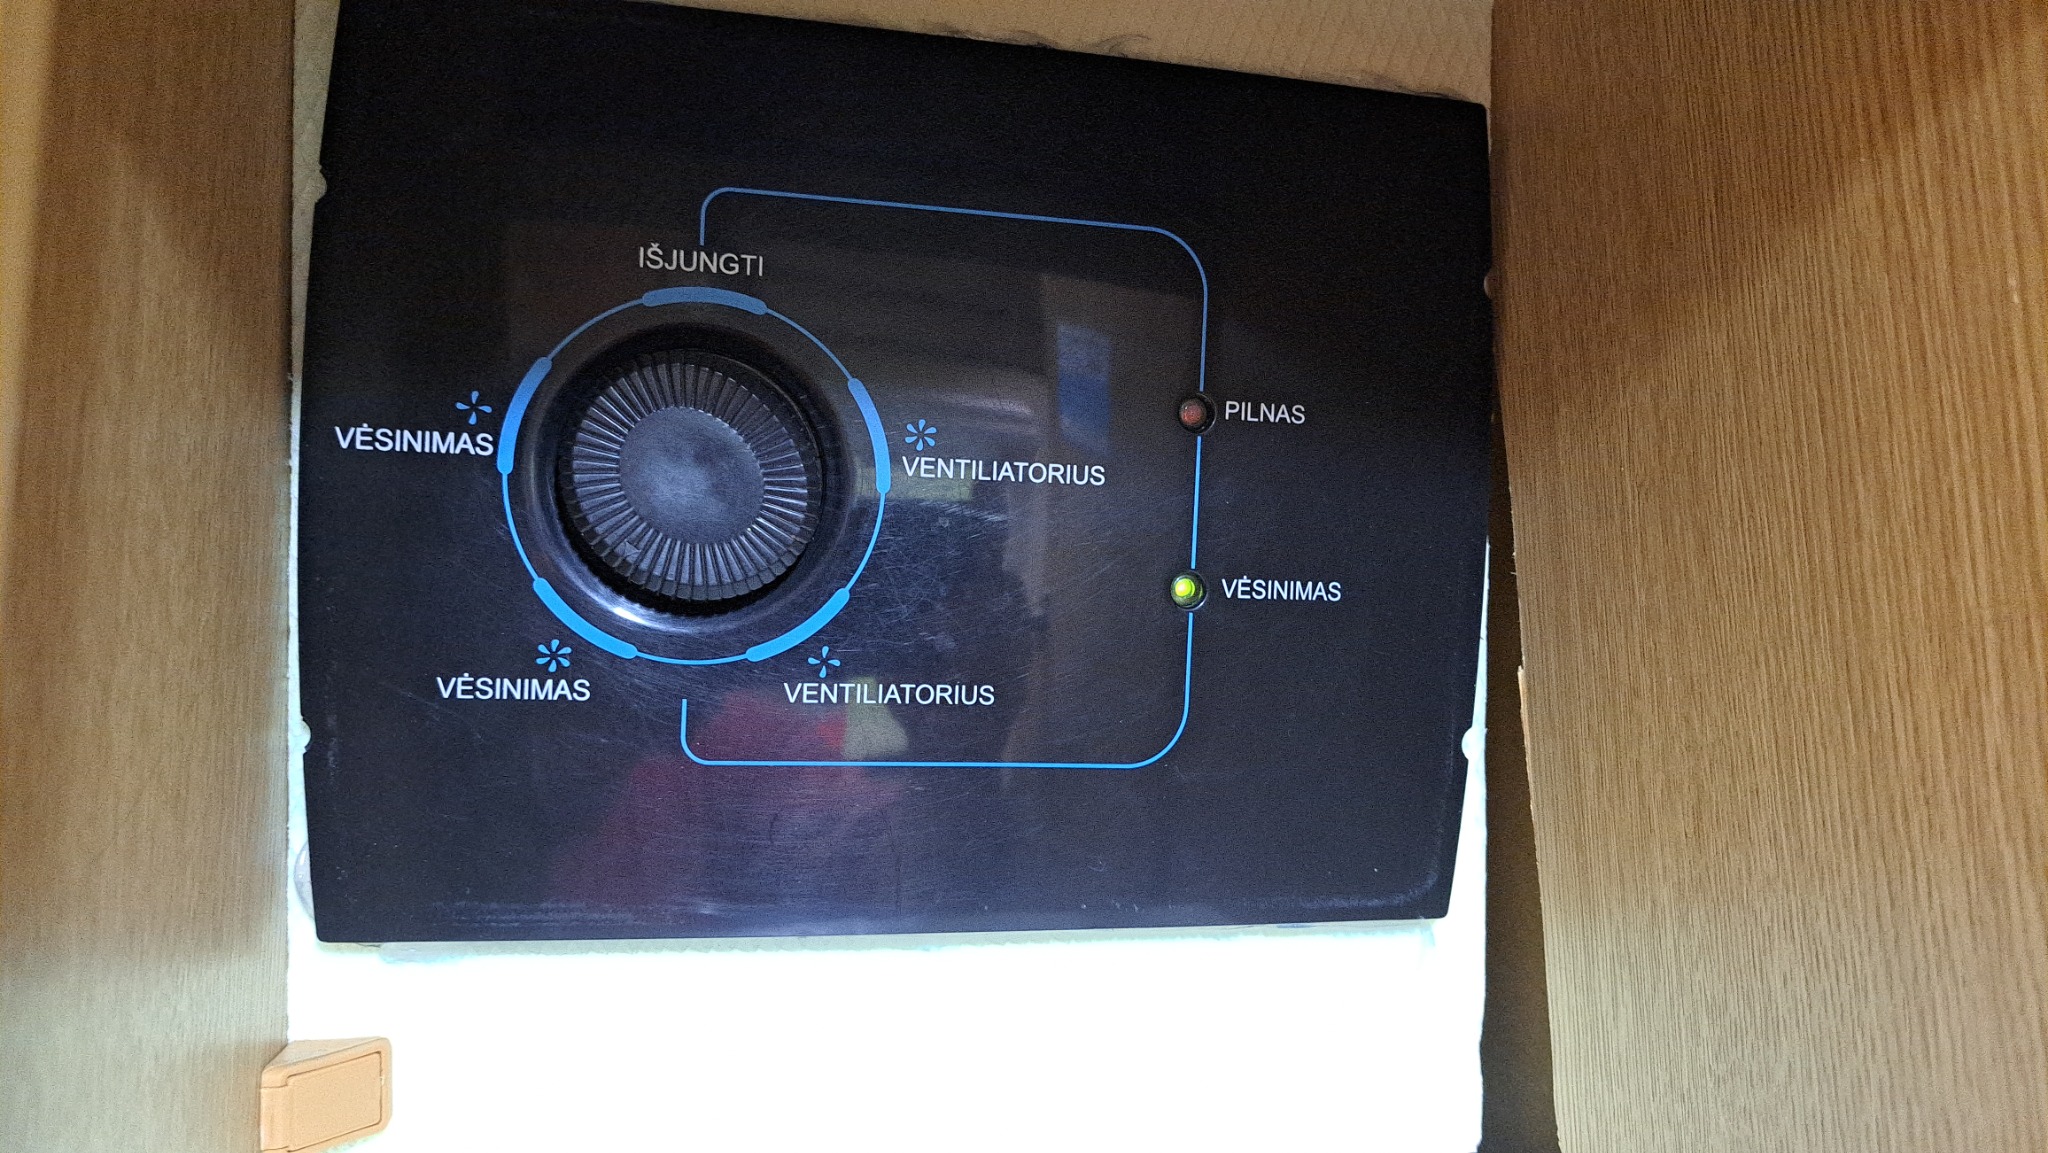 IŠJUNGTI
VĖSINIMAS
VENTILIATORIUS
VĖSINIMAS
VENTILIATORIUS
PILNAS
VĖSINIMAS